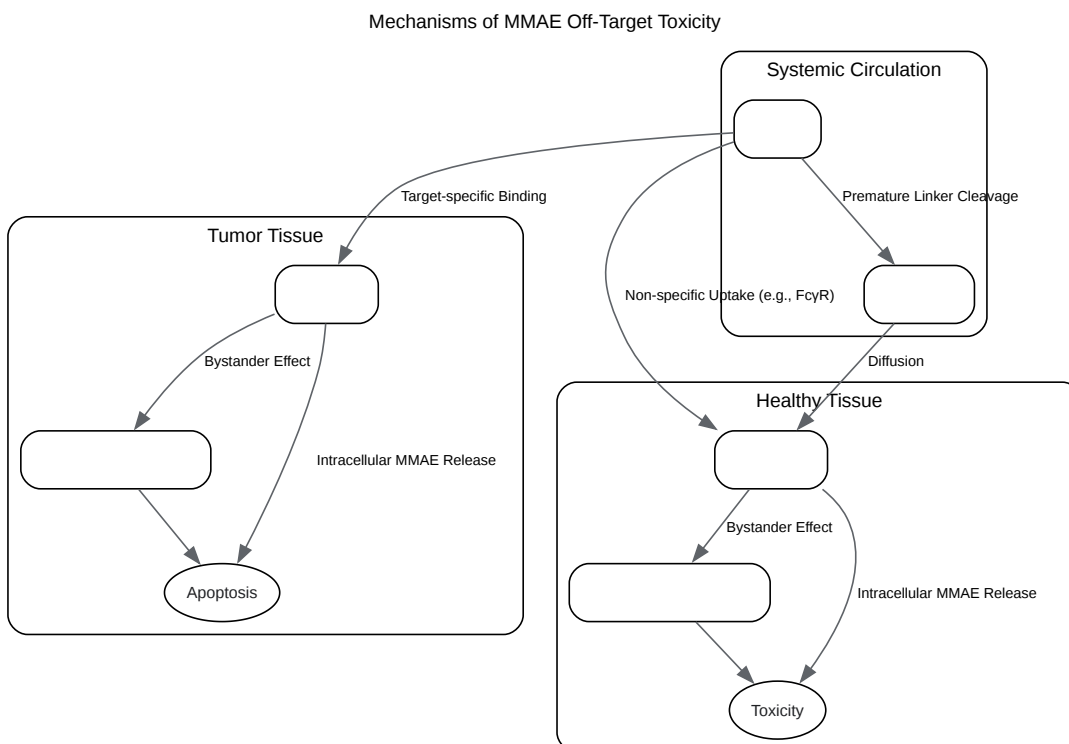 Mechanisms of MMAE Off-Target Toxicity
Systemic Circulation
Target-specific Binding
Premature Linker Cleavage
Tumor Tissue
Non-specific Uptake (e.g., FcγR)
Bystander Effect
Diffusion
Healthy Tissue
Intracellular MMAE Release
Bystander Effect
Apoptosis
Intracellular MMAE Release
Toxicity